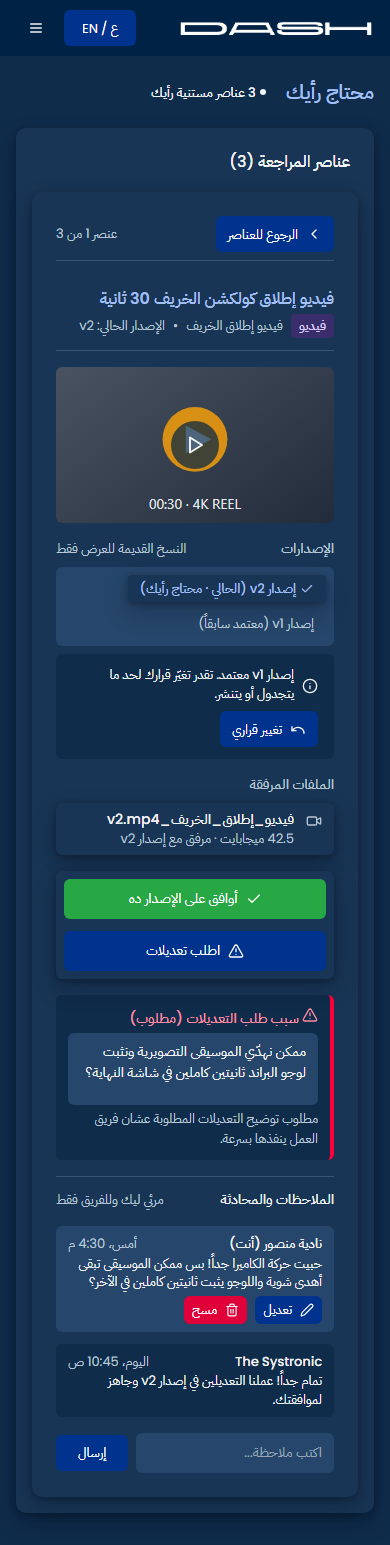 DASH
EN / ع
محتاج رأيك
3 عناصر مستنية رأيك
عناصر المراجعة (3)
الرجوع للعناصر
عنصر 1 من 3
فيديو إطلاق كولكشن الخريف 30 ثانية
فيديو
فيديو إطلاق الخريف • الإصدار الحالي: v2
00:30 · 4K REEL
الإصدارات
النسخ القديمة للعرض فقط
إصدار v2 (الحالي · محتاج رأيك)
إصدار v1 (معتمد سابقاً)
إصدار v1 معتمد. تقدر تغيّر قرارك لحد ما
يتجدول أو يتنشر.
تغيير قراري
الملفات المرفقة
فيديو_إطلاق_الخريف_v2.mp4
42.5 ميجابايت · مرفق مع إصدار v2
أوافق على الإصدار ده
اطلب تعديلات
سبب طلب التعديلات (مطلوب)
ممكن نهدّي الموسيقى التصويرية ونثبت
لوجو البراند ثانيتين كاملين في شاشة النهاية؟
مطلوب توضيح التعديلات المطلوبة عشان فريق
العمل ينفذها بسرعة.
الملاحظات والمحادثة
مرئي ليك وللفريق فقط
نادية منصور (أنت)
أمس، 4:30 م
حبيت حركة الكاميرا جداً! بس ممكن الموسيقى تبقى
أهدى شوية واللوجو يثبت ثانيتين كاملين في الآخر؟
تعديل
مسح
The Systronic
اليوم، 10:45 ص
تمام جداً! عملنا التعديلين في إصدار v2 وجاهز
لموافقتك.
اكتب ملاحظة...
إرسال